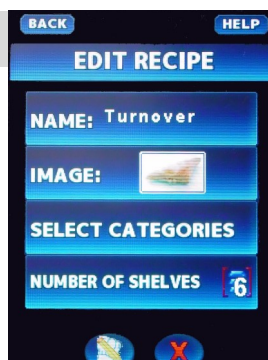 BACK HELP
EDIT RECIPE
NAME: Turnover
IMAGE:
SELECT CATEGORIES
NUMBER OF SHELVES 6
X